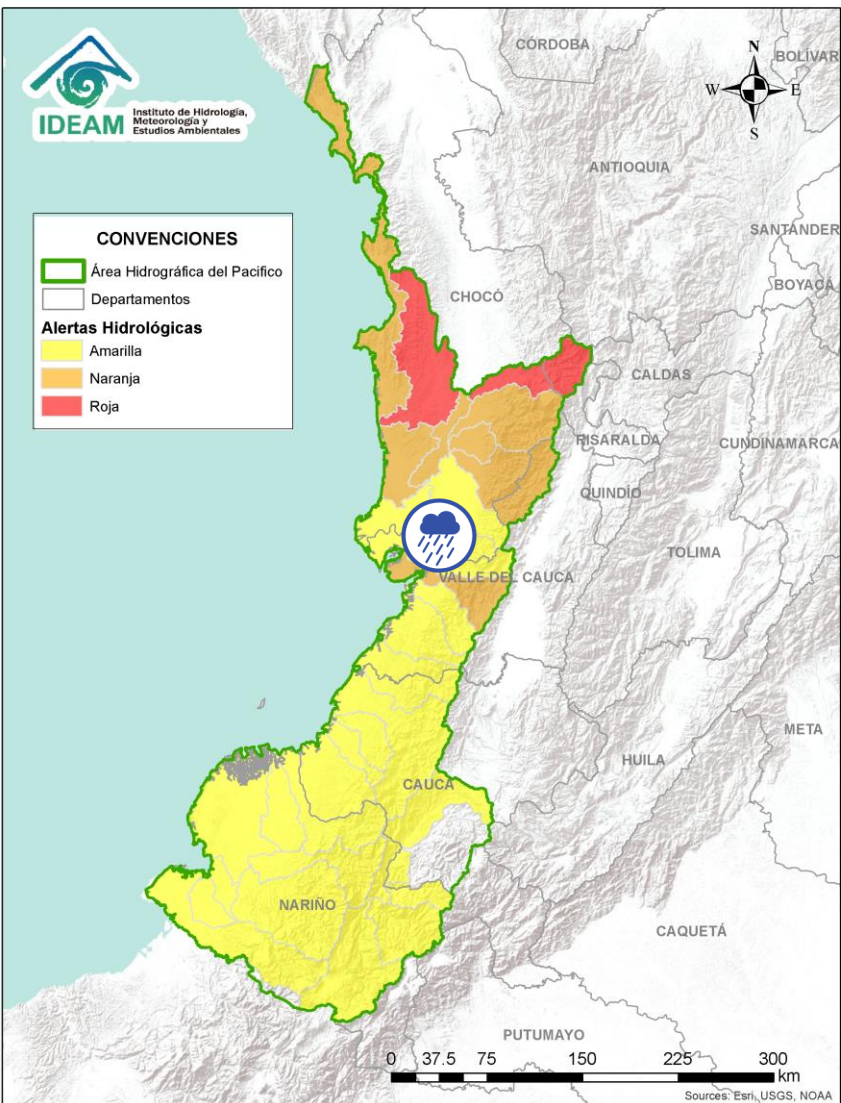 IDEAM
Instituto de Hidrología,
Meteorología y
Estudios Ambientales
CÓRDOBA
BOLÍVAR
N
W
E
S
ANTIOQUIA
SANTANDER
BOYACÁ
CONVENCIONES
Área Hidrográfica del Pacifico
Departamentos
Alertas Hidrológicas
Amarilla
Naranja
Roja
CHOCÓ
CALDAS
RISARALDA
CUNDINAMARCA
QUINDÍO
TOLIMA
VALLE DEL CAUCA
META
HUILA
CAUCA
NARIÑO
CAQUETÁ
PUTUMAYO
0 37.5 75 150 225 300
km
Sources: Esri, USGS, NOAA